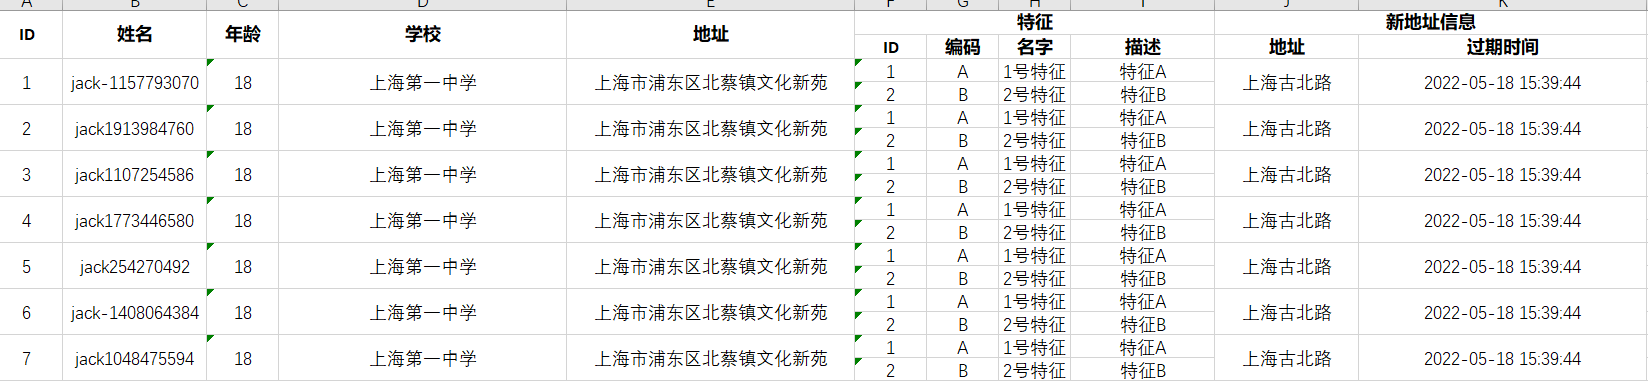 A B C D E F G H I J K
特征 新地址信息
ID 姓名 年龄 学校 地址 ID 编码 名字 描述 地址 过期时间
1 jack-1157793070 18 上海第一中学 上海市浦东区北蔡镇文化新苑 1 A 1号特征 特征A 上海古北路 2022-05-18 15:39:44
2 B 2号特征 特征B
2 jack1913984760 18 上海第一中学 上海市浦东区北蔡镇文化新苑 1 A 1号特征 特征A 上海古北路 2022-05-18 15:39:44
2 B 2号特征 特征B
3 jack1107254586 18 上海第一中学 上海市浦东区北蔡镇文化新苑 1 A 1号特征 特征A 上海古北路 2022-05-18 15:39:44
2 B 2号特征 特征B
4 jack1773446580 18 上海第一中学 上海市浦东区北蔡镇文化新苑 1 A 1号特征 特征A 上海古北路 2022-05-18 15:39:44
2 B 2号特征 特征B
5 jack254270492 18 上海第一中学 上海市浦东区北蔡镇文化新苑 1 A 1号特征 特征A 上海古北路 2022-05-18 15:39:44
2 B 2号特征 特征B
6 jack-1408064384 18 上海第一中学 上海市浦东区北蔡镇文化新苑 1 A 1号特征 特征A 上海古北路 2022-05-18 15:39:44
2 B 2号特征 特征B
7 jack1048475594 18 上海第一中学 上海市浦东区北蔡镇文化新苑 1 A 1号特征 特征A 上海古北路 2022-05-18 15:39:44
2 B 2号特征 特征B